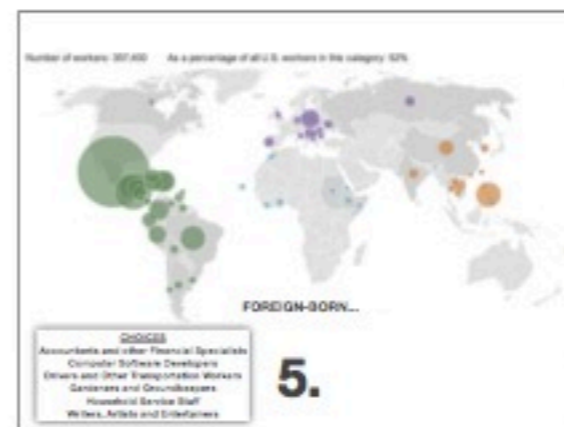 Number of workers: 357,400 As a percentage of all U.S. workers in this category: 52%
FOREIGN-BORN...
CHOICES
Accountants and other Financial Specialists
Computer Software Developers
Drivers and Other Transportation Workers
Gardeners and Groundkeepers
Household Service Staff
Writers, Artists and Entertainers
5.